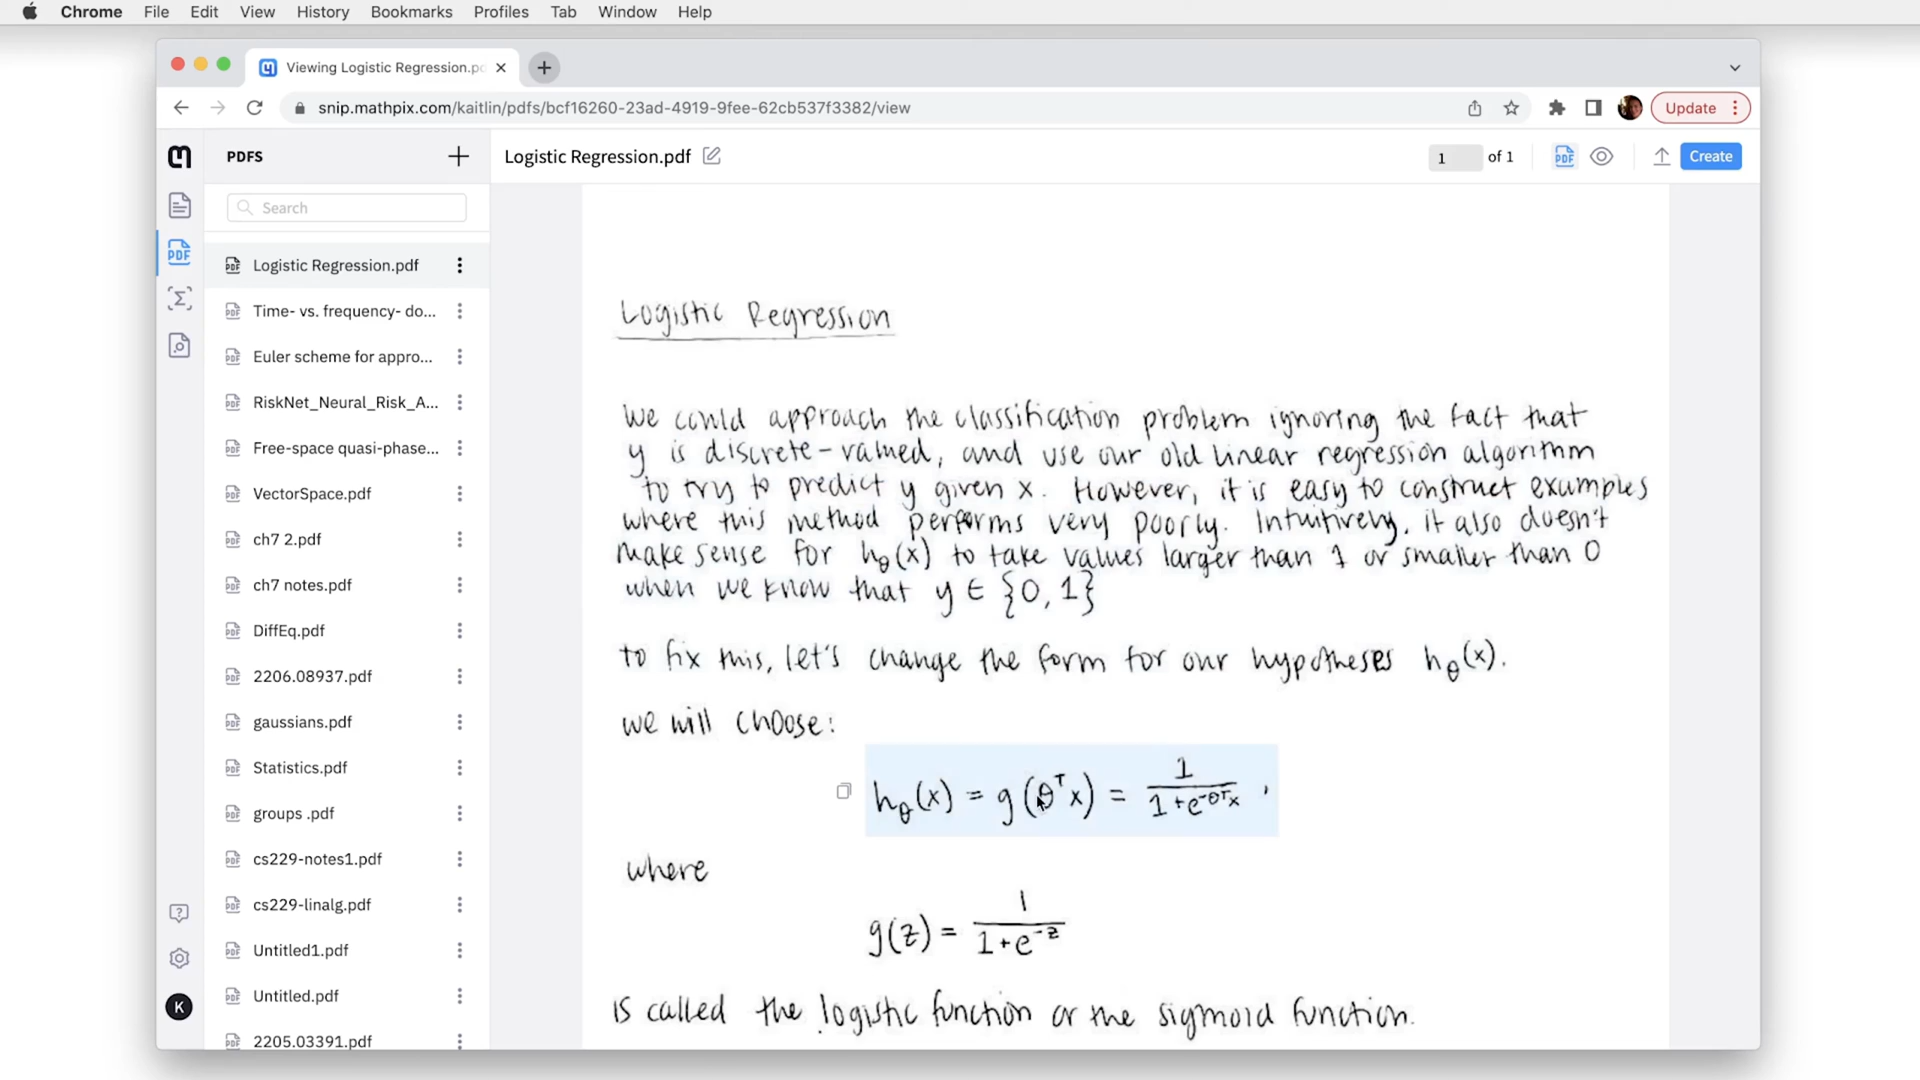 Chrome File Edit View History Bookmarks Profiles Tab Window Help
Viewing Logistic Regression.pd
snip.mathpix.com/kaitlin/pdfs/bcf16260-23ad-4919-9fee-62cb537f3382/view
Update
PDFS
Logistic Regression.pdf
1 of 1
PDF
Create
Search
PDF
Logistic Regression.pdf
Time- vs. frequency- do...
Euler scheme for appro...
RiskNet_Neural_Risk_A...
Free-space quasi-phase...
VectorSpace.pdf
ch7 2.pdf
ch7 notes.pdf
DiffEq.pdf
2206.08937.pdf
gaussians.pdf
Statistics.pdf
groups .pdf
cs229-notes1.pdf
cs229-linalg.pdf
Untitled1.pdf
Untitled.pdf
2205.03391.pdf
K
Logistic Regression
We could approach the classification problem ignoring the fact that
y is discrete-valued, and use our old linear regression algorithm
to try to predict y given x. However, it is easy to construct examples
where this method performs very poorly. Intuitively, it also doesn't
make sense for hθ(x) to take values larger than 1 or smaller than 0
when we know that y ∈ {0, 1}
to fix this, let's change the form for our hypotheses hθ(x).
we will choose:
hθ(x) = g(θᵀx) = 1/(1+e^(-θᵀx)) ,
where
g(z) = 1/(1+e^(-z))
is called the logistic function or the sigmoid function.